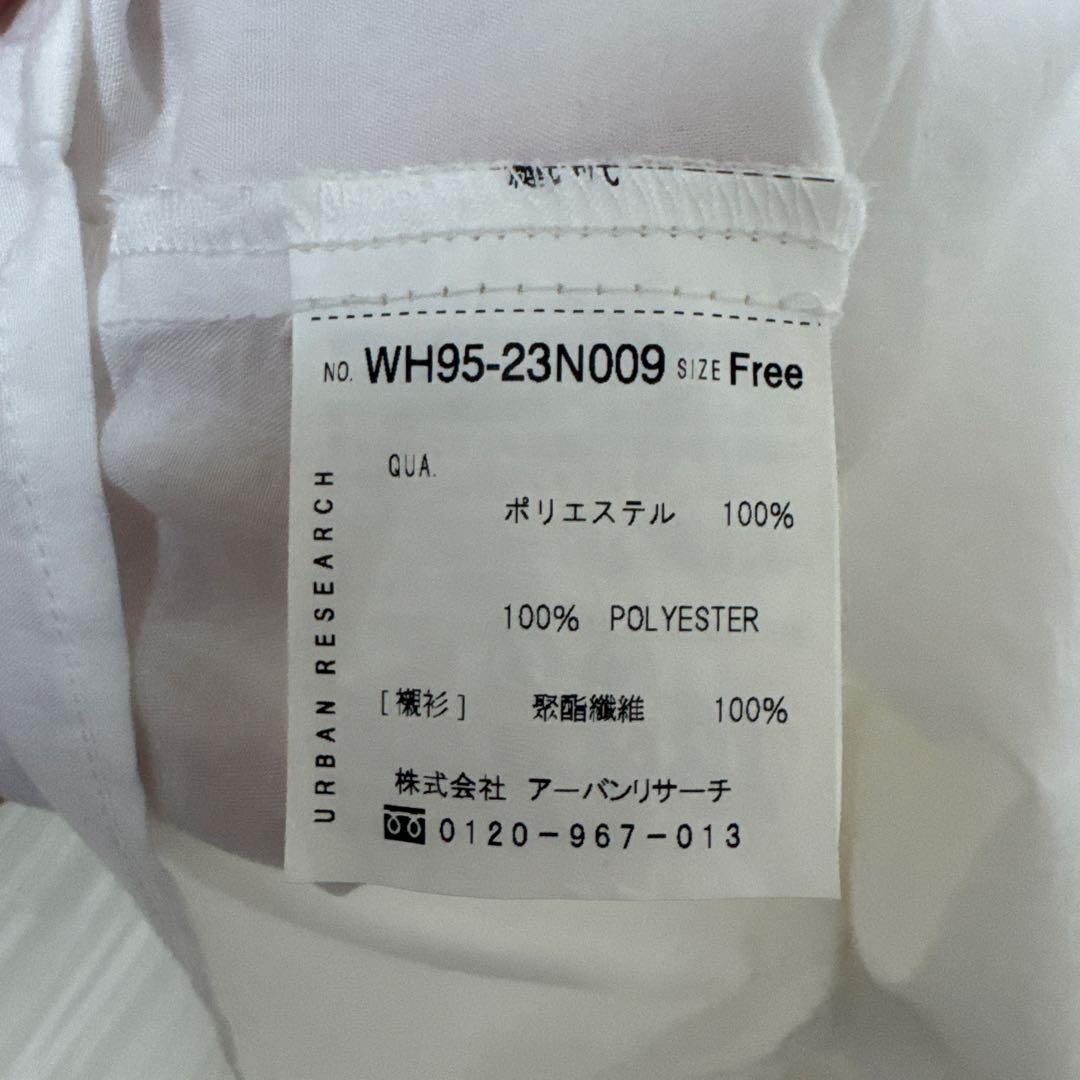 NO. WH95-23N009 SIZE Free
QUA.
ポリエステル 100%
100% POLYESTER
[襯衫] 聚酯纖維 100%
株式会社 アーバンリサーチ
0120-967-013
URBAN RESEARCH